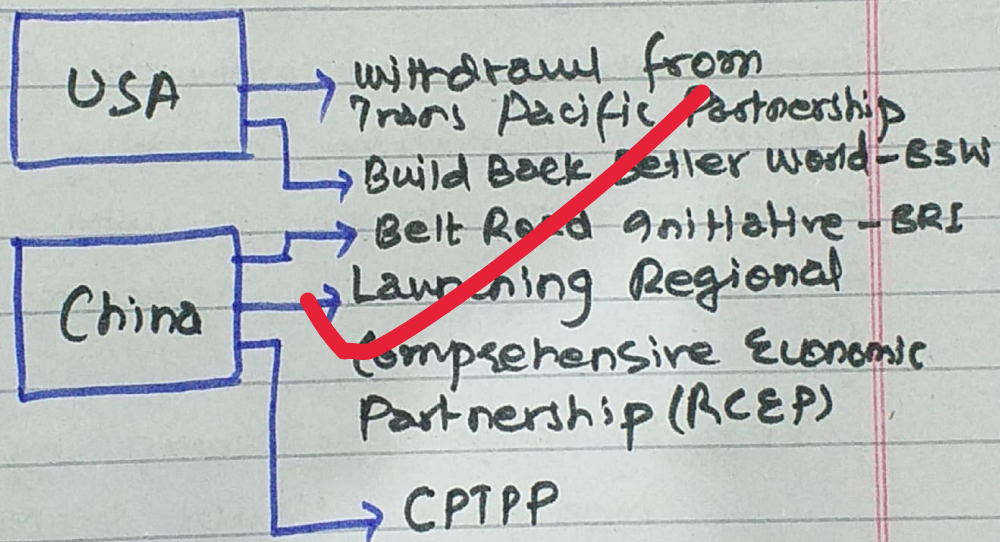 USA
withdrawl from
Trans Pacific Partnership
Build Back Better World - B3W
Belt Road Initiative - BRI
China
Launching Regional
Comprehensive Economic
Partnership (RCEP)
CPTPP